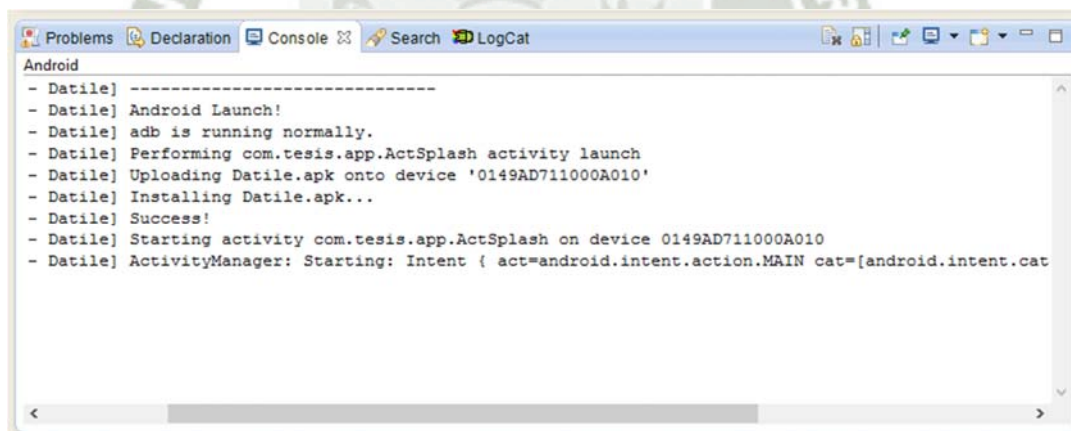 Problems Declaration Console Search LogCat
Android
- Datile] ------------------------------
- Datile] Android Launch!
- Datile] adb is running normally.
- Datile] Performing com.tesis.app.ActSplash activity launch
- Datile] Uploading Datile.apk onto device '0149AD711000A010'
- Datile] Installing Datile.apk...
- Datile] Success!
- Datile] Starting activity com.tesis.app.ActSplash on device 0149AD711000A010
- Datile] ActivityManager: Starting: Intent { act=android.intent.action.MAIN cat=[android.intent.cat